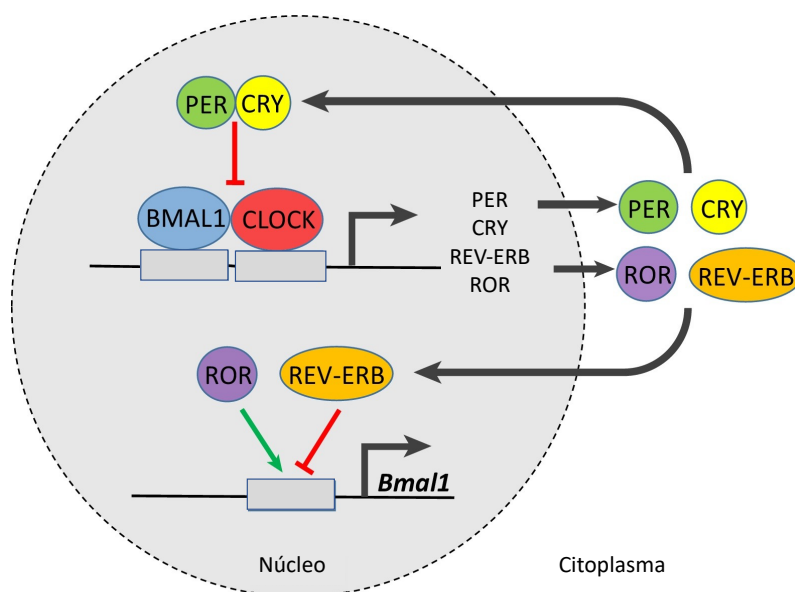 PER CRY
BMAL1 CLOCK
PER
CRY
REV-ERB
ROR
PER CRY
ROR REV-ERB
ROR REV-ERB
Bmal1
Núcleo Citoplasma